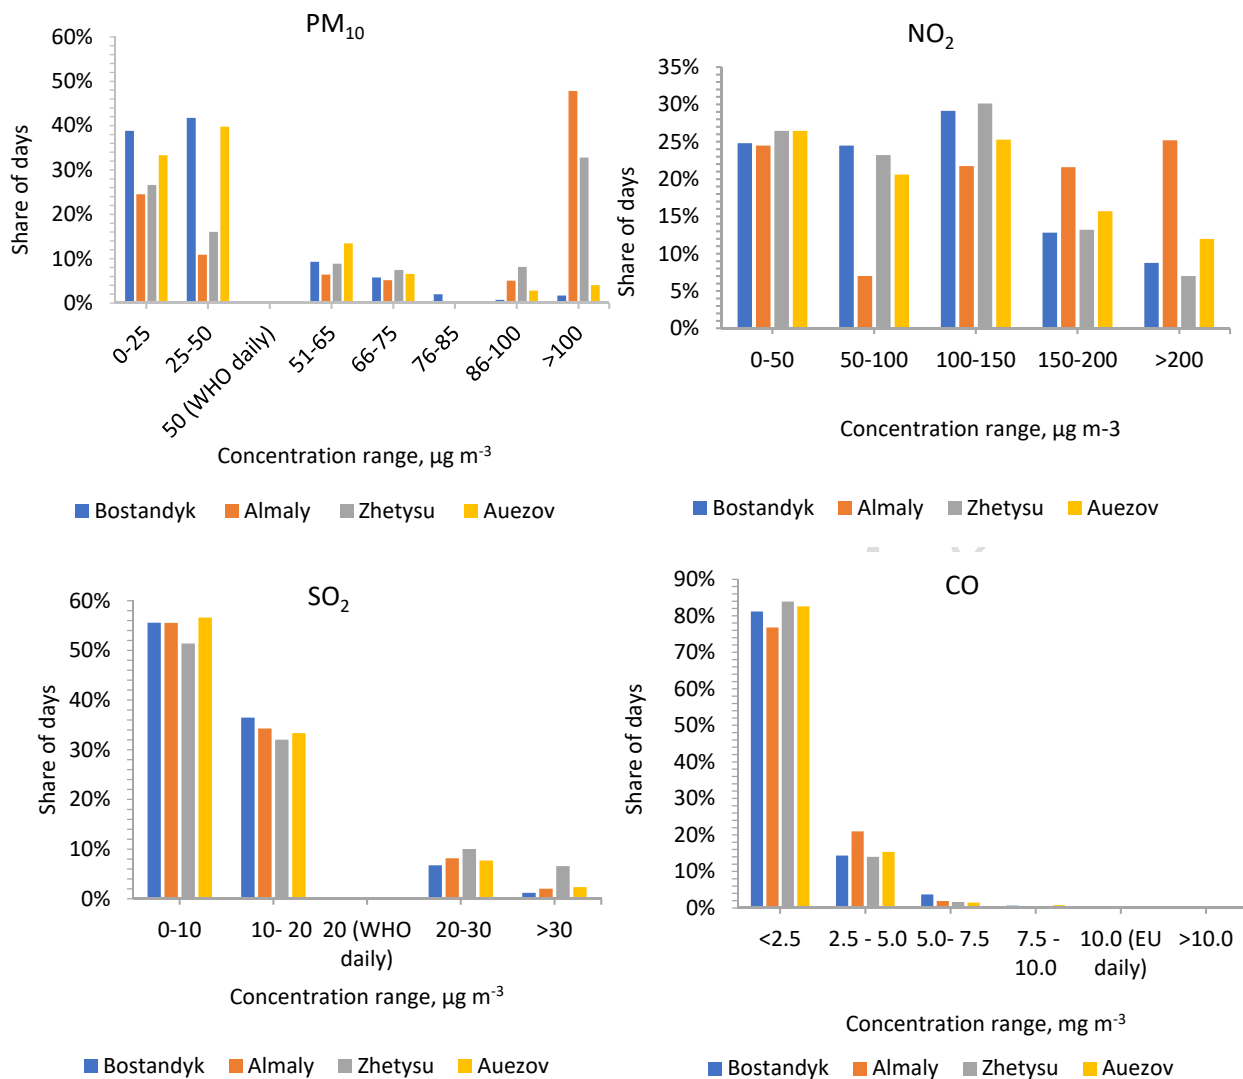 PM10
60%
50%
40%
30%
20%
10%
0%
Share of days
0-25
25-50
50 (WHO daily)
51-65
66-75
76-85
86-100
>100
Concentration range, µg m-3
Bostandyk Almaly Zhetysu Auezov
NO2
35%
30%
25%
20%
15%
10%
5%
0%
Share of days
0-50 50-100 100-150 150-200 >200
Concentration range, µg m-3
Bostandyk Almaly Zhetysu Auezov
SO2
60%
50%
40%
30%
20%
10%
0%
Share of days
0-10 10- 20 20 (WHO 20-30 >30
daily)
Concentration range, µg m-3
Bostandyk Almaly Zhetysu Auezov
CO
90%
80%
70%
60%
50%
40%
30%
20%
10%
0%
Share of days
<2.5 2.5 - 5.0 5.0- 7.5 7.5 - 10.0 (EU >10.0
10.0 daily)
Concentration range, mg m-3
Bostandyk Almaly Zhetysu Auezov